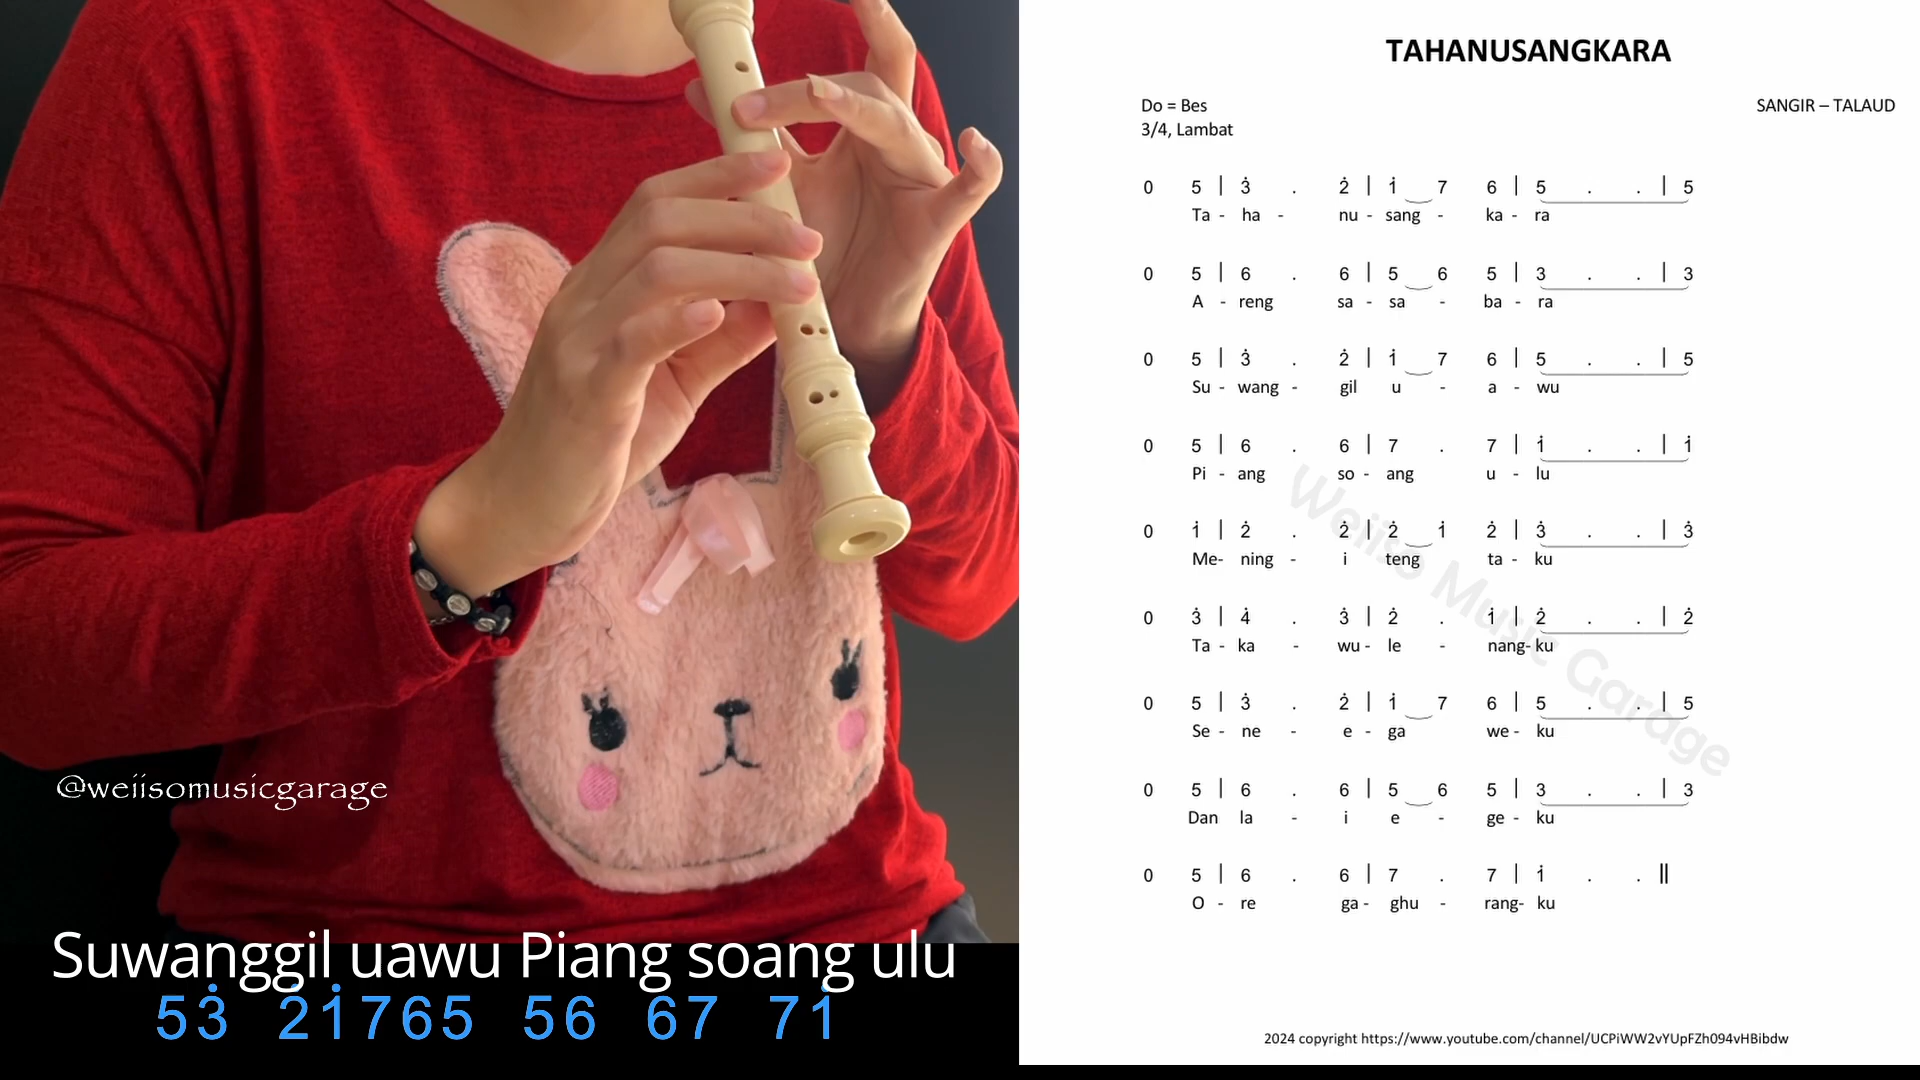 TAHANUSANGKARA
Do = Bes
SANGIR – TALAUD
3/4, Lambat
0 5 | 3̇ . 2̇ | 1̇ 7 6 | 5 . . | 5
Ta - ha - nu - sang - ka - ra
0 5 | 6 . 6 | 5 6 5 | 3 . . | 3
A - reng sa - sa - ba - ra
0 5 | 3̇ . 2̇ | 1̇ 7 6 | 5 . . | 5
Su - wang - gil u - a - wu
0 5 | 6 . 6 | 7 . 7 | 1̇ . . | 1̇
Pi - ang so - ang u - lu
0 1̇ | 2̇ . 2̇ | 2̇ 1̇ 2̇ | 3̇ . . | 3̇
Me- ning - i teng ta - ku
0 3̇ | 4̇ . 3̇ | 2̇ . 1̇ | 2̇ . . | 2̇
Ta - ka - wu - le - nang- ku
0 5 | 3̇ . 2̇ | 1̇ 7 6 | 5 . . | 5
Se - ne - e - ga we - ku
0 5 | 6 . 6 | 5 6 5 | 3 . . | 3
Dan la - i e - ge - ku
0 5 | 6 . 6 | 7 . 7 | 1̇ . . ||
O - re ga - ghu - rang- ku
Weiiso Music Garage
2024 copyright https://www.youtube.com/channel/UCPiWW2vYUpFZh094vHBibdw
@weiisomusicgarage
Suwanggil uawu Piang soang ulu
53̇ 2̇1̇765 56 67 71̇